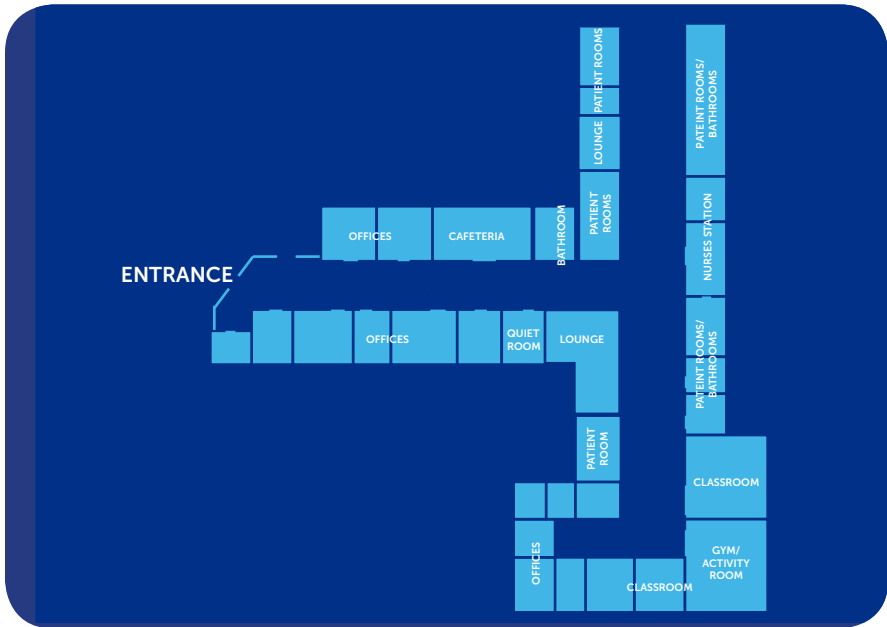 PATIENT ROOMS
LOUNGE
PATIENT
ROOMS
PATEINT ROOMS/
BATHROOMS
NURSES STATION
OFFICES
CAFETERIA
BATHROOM
ENTRANCE
OFFICES
QUIET
ROOM
LOUNGE
PATEINT ROOMS/
BATHROOMS
PATIENT
ROOM
CLASSROOM
OFFICES
CLASSROOM
GYM/
ACTIVITY
ROOM